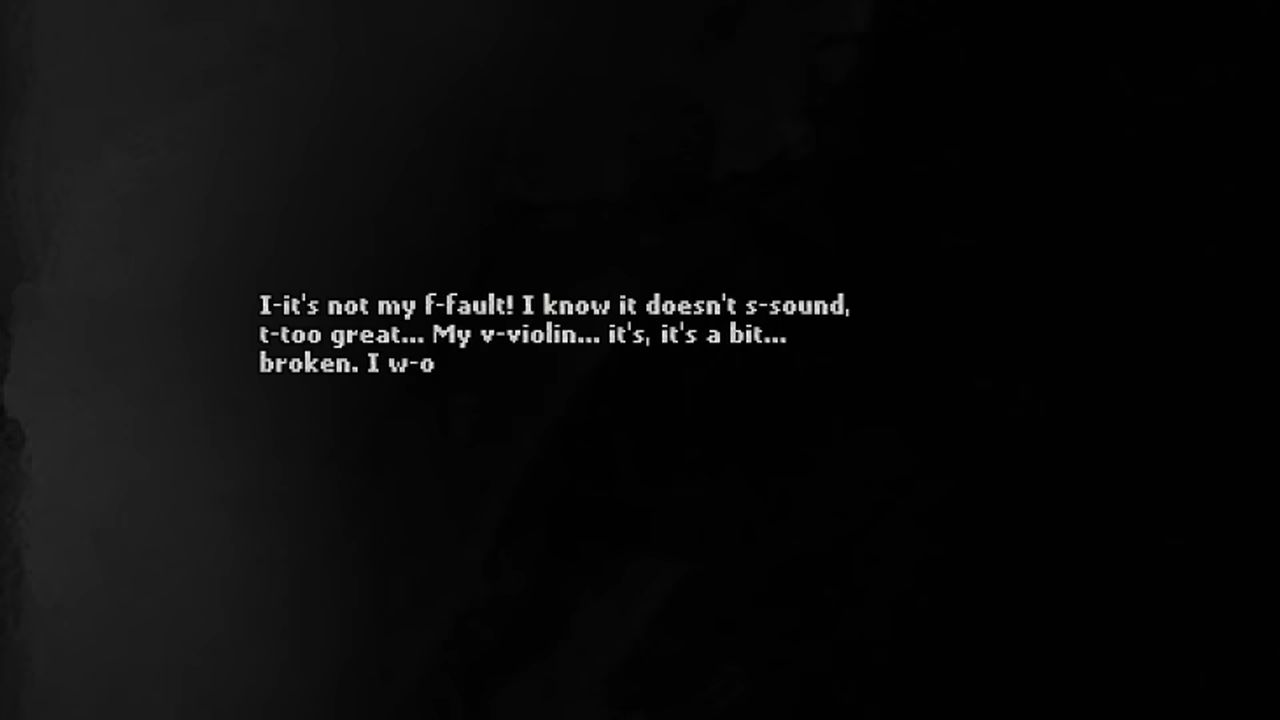 I-it's not my f-fault! I know it doesn't s-sound,
t-too great... My v-violin... it's, it's a bit...
broken. I w-o